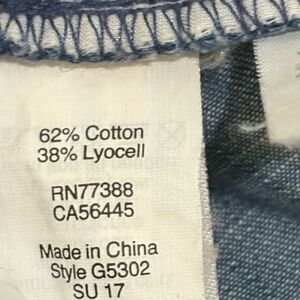 62% Cotton
38% Lyocell
RN77388
CA56445
Made in China
Style G5302
SU 17